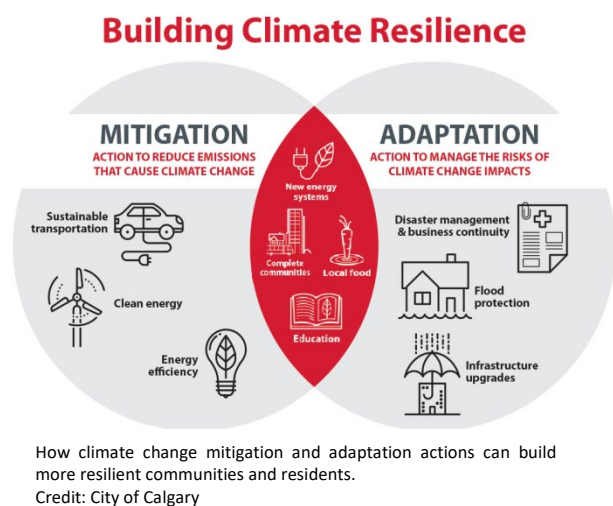 Building Climate Resilience
MITIGATION
ACTION TO REDUCE EMISSIONS
THAT CAUSE CLIMATE CHANGE
ADAPTATION
ACTION TO MANAGE THE RISKS OF
CLIMATE CHANGE IMPACTS
New energy
systems
Complete
communities
Local food
Education
Sustainable
transportation
Clean energy
Energy
efficiency
Disaster management
& business continuity
Flood
protection
Infrastructure
upgrades
How climate change mitigation and adaptation actions can build
more resilient communities and residents.
Credit: City of Calgary